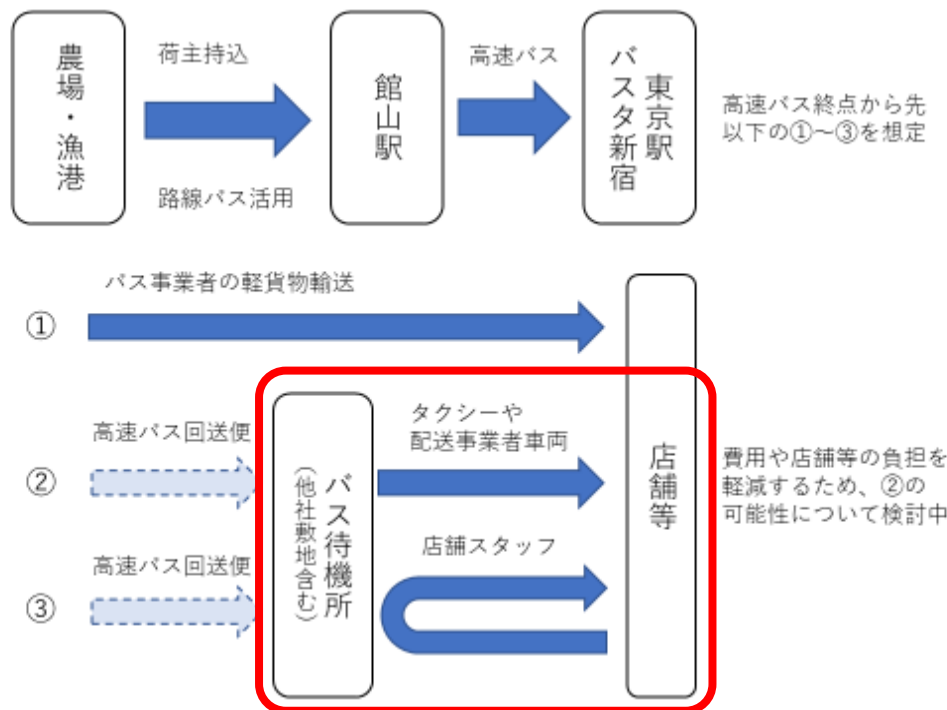 農場・漁港
荷主持込
路線バス活用
館山駅
高速バス
東京駅
バスタ新宿
高速バス終点から先
以下の①～③を想定
バス事業者の軽貨物輸送
①
高速バス回送便
②
高速バス回送便
③
バス待機所
(他社敷地含む)
タクシーや
配送事業者車両
店舗スタッフ
店舗等
費用や店舗等の負担を
軽減するため、②の
可能性について検討中